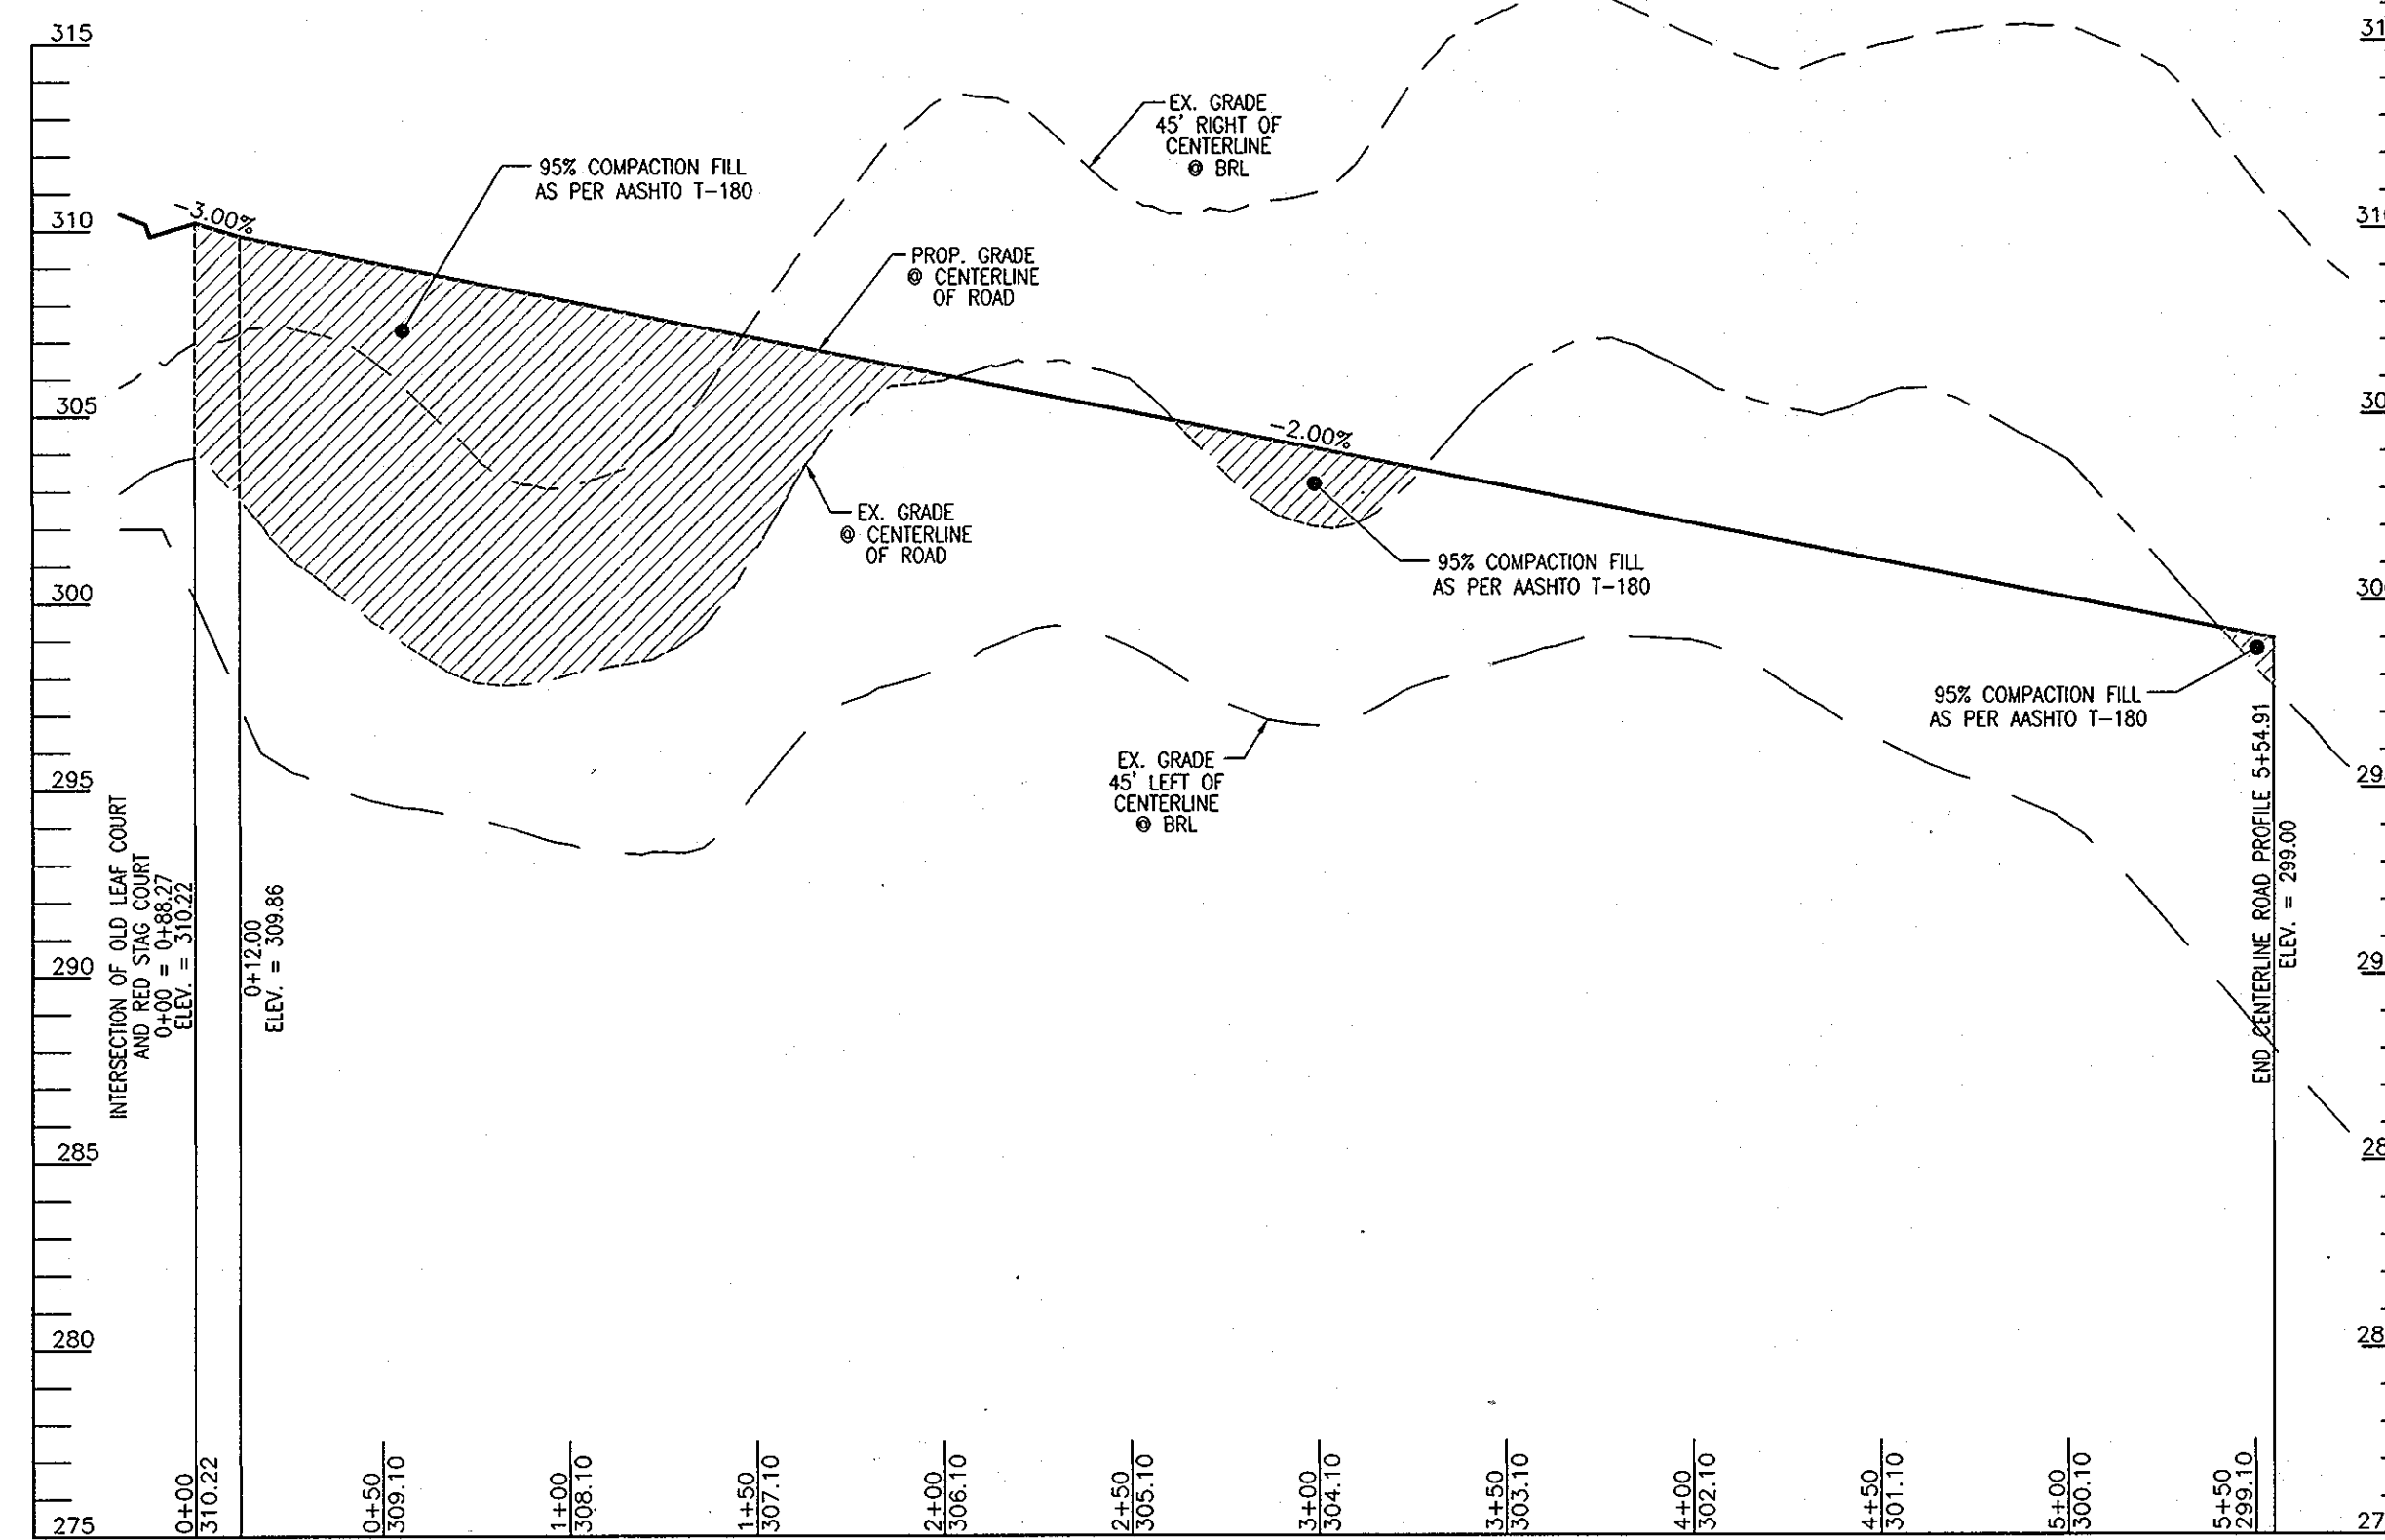 315
310
305
300
295
290
285
280
275
-3.00%
95% COMPACTION FILL
AS PER AASHTO T-180
EX. GRADE
45' RIGHT OF
CENTERLINE
@ BRL
PROP. GRADE
@ CENTERLINE
OF ROAD
EX. GRADE
@ CENTERLINE
OF ROAD
-2.00%
95% COMPACTION FILL
AS PER AASHTO T-180
EX. GRADE
45' LEFT OF
CENTERLINE
@ BRL
95% COMPACTION FILL
AS PER AASHTO T-180
INTERSECTION OF OLD LEAF COURT
AND RED STAG COURT
0+00 = 0+88.27
ELEV. = 310.22
0+12.00
ELEV. = 309.86
END CENTERLINE ROAD PROFILE 5+54.91
ELEV. = 299.00
0+00
310.22
0+50
309.10
1+00
308.10
1+50
307.10
2+00
306.10
2+50
305.10
3+00
304.10
3+50
303.10
4+00
302.10
4+50
301.10
5+00
300.10
5+50
299.10